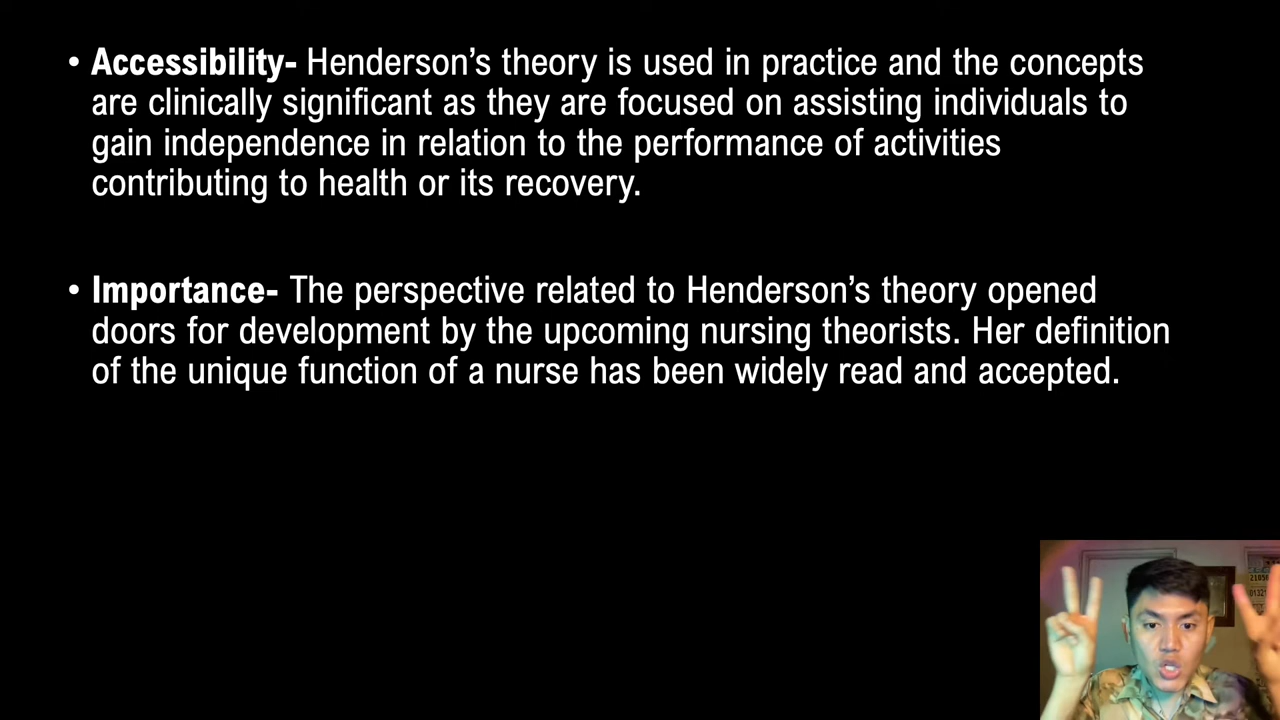 • Accessibility- Henderson’s theory is used in practice and the concepts
are clinically significant as they are focused on assisting individuals to
gain independence in relation to the performance of activities
contributing to health or its recovery.
• Importance- The perspective related to Henderson’s theory opened
doors for development by the upcoming nursing theorists. Her definition
of the unique function of a nurse has been widely read and accepted.